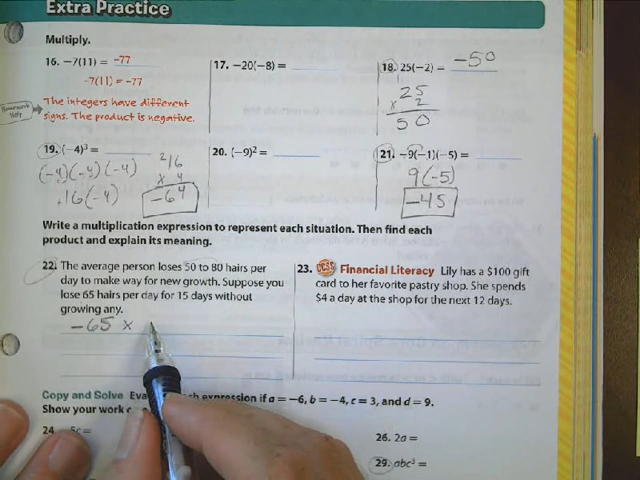 Extra Practice
Multiply.
16. −7(11) = −77
−7(11) = −77
Homework Help
The integers have different
signs. The product is negative.
17. −20(−8) =
18. 25(−2) = −50
1
25
x 2
50
19. (−4)³ =
(−4)(−4)(−4)
+16(−4)
²16
x 4
−64
20. (−9)² =
21. −9(−1)(−5) =
9(−5)
−45
Write a multiplication expression to represent each situation. Then find each
product and explain its meaning.
22. The average person loses 50 to 80 hairs per
day to make way for new growth. Suppose you
lose 65 hairs per day for 15 days without
growing any.
−65 x
23. CCSS Financial Literacy Lily has a $100 gift
card to her favorite pastry shop. She spends
$4 a day at the shop for the next 12 days.
Copy and Solve expression if a = −6, b = −4, c = 3, and d = 9.
Show your work
24. 5c =
26. 2a =
29. abc³ =